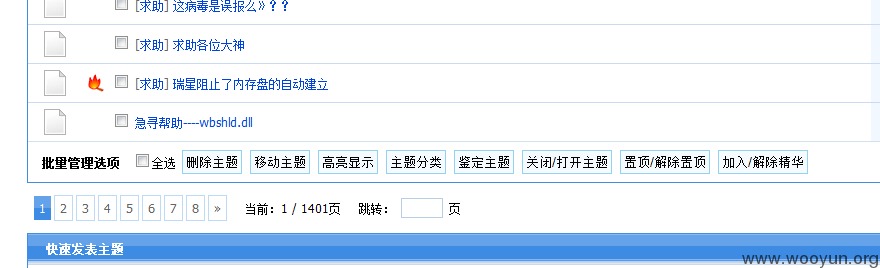 [求助] 这病毒是误报么》？？
[求助] 求助各位大神
[求助] 瑞星阻止了内存盘的自动建立
急寻帮助----wbshld.dll
批量管理选项 全选 删除主题 移动主题 高亮显示 主题分类 鉴定主题 关闭/打开主题 置顶/解除置顶 加入/解除精华
1 2 3 4 5 6 7 8 » 当前：1 / 1401页 跳转： 页
快速发表主题
www.wooyun.org